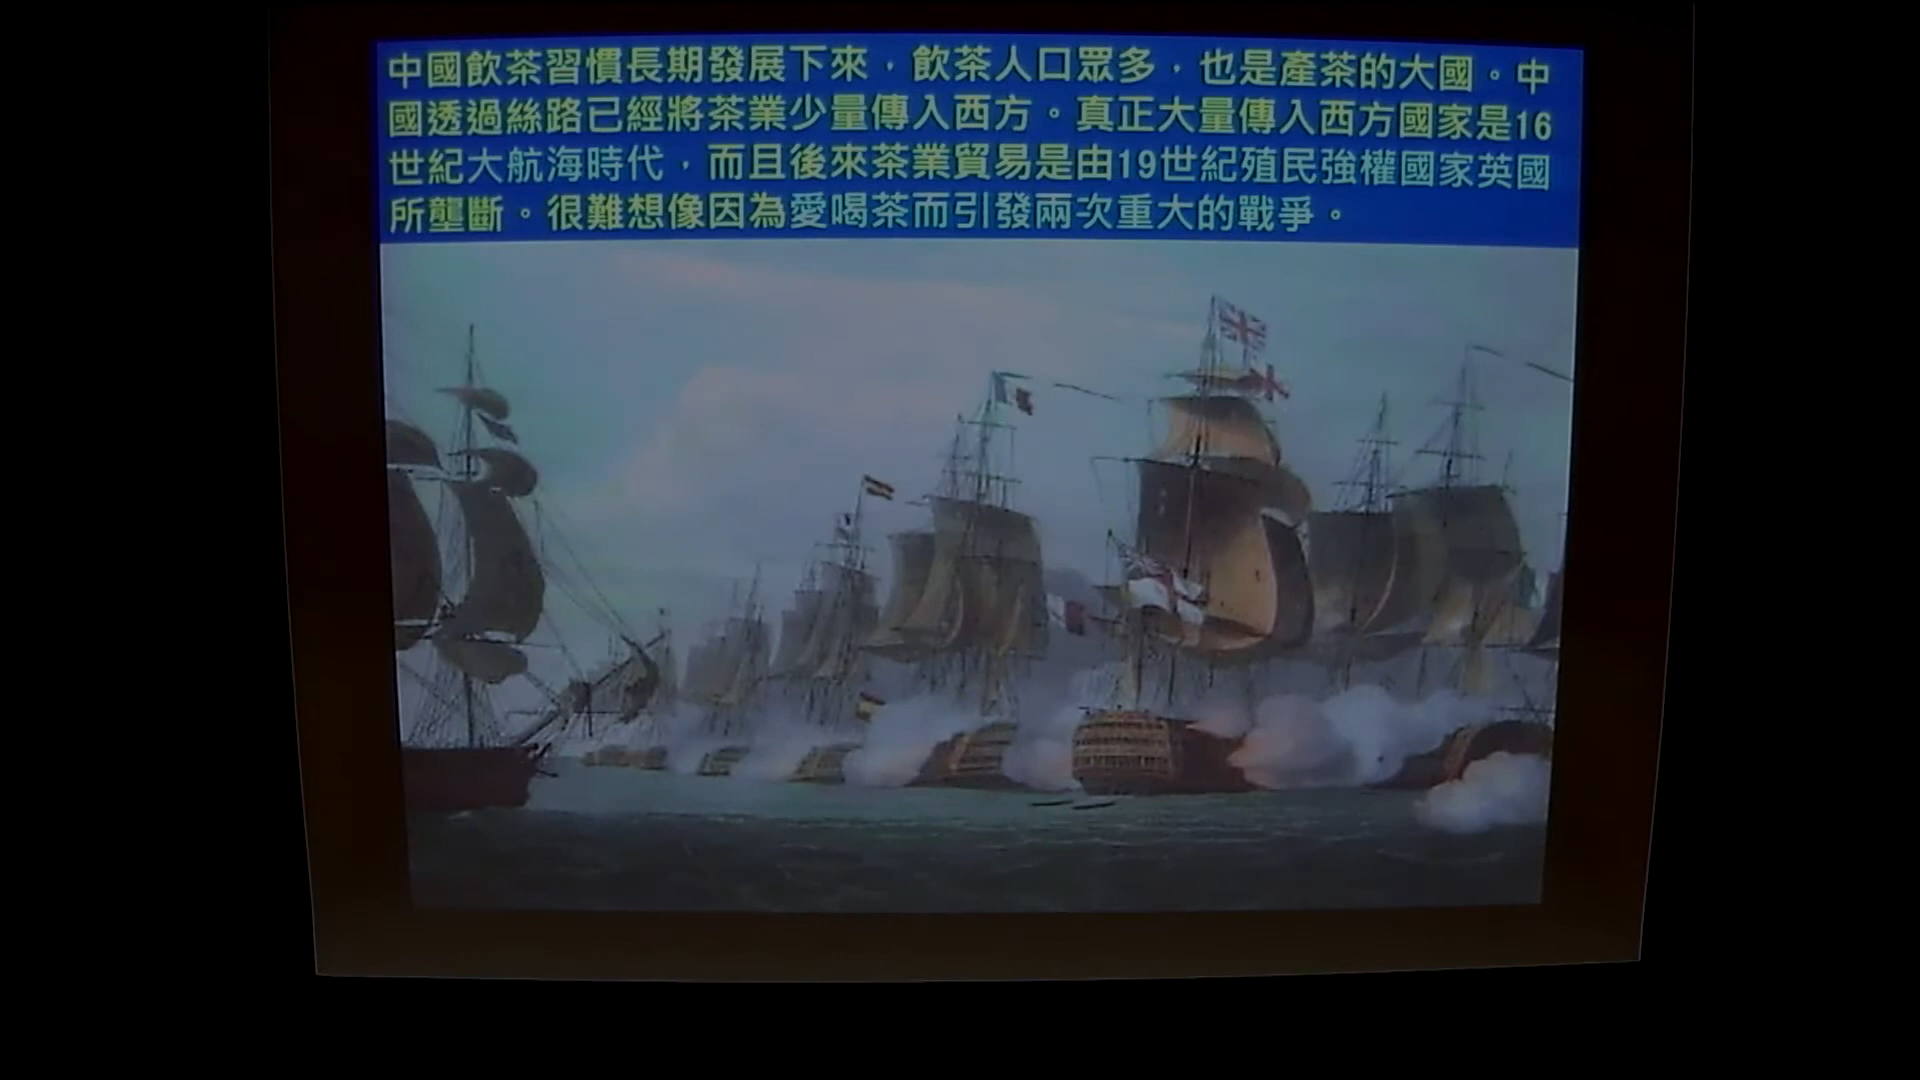 中國飲茶習慣長期發展下來，飲茶人口眾多，也是產茶的大國。中
國透過絲路已經將茶業少量傳入西方。真正大量傳入西方國家是16
世紀大航海時代，而且後來茶業貿易是由19世紀殖民強權國家英國
所壟斷。很難想像因為愛喝茶而引發兩次重大的戰爭。